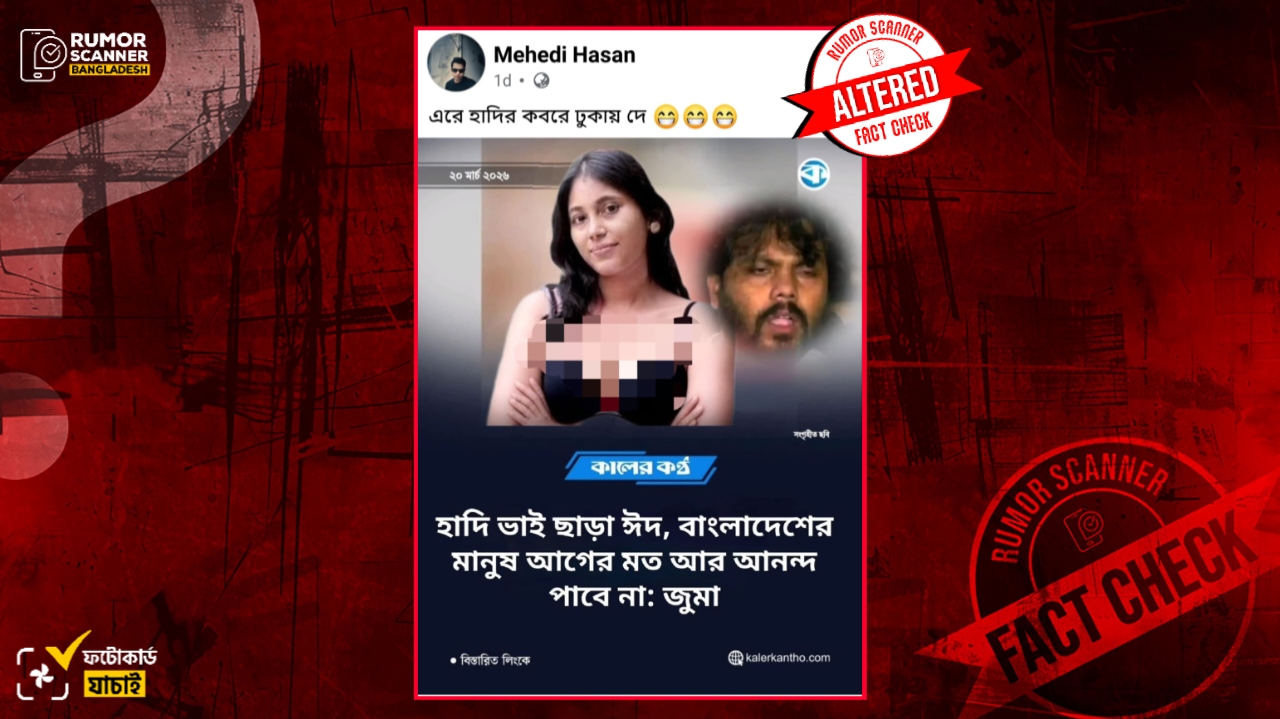 RUMOR
SCANNER
BANGLADESH
Mehedi Hasan
1d
এরে হাদির কবরে ঢুকায় দে 😁😁😁
RUMOR SCANNER
ALTERED
FACT CHECK
২০ মার্চ ২০২৬
ক
সংগৃহীত ছবি
কালের কণ্ঠ
হাদি ভাই ছাড়া ঈদ, বাংলাদেশের
মানুষ আগের মত আর আনন্দ
পাবে না: জুমা
• বিস্তারিত লিংকে
kalerkantho.com
ফটোকার্ড
যাচাই
RUMOR SCANNER
FACT CHECK